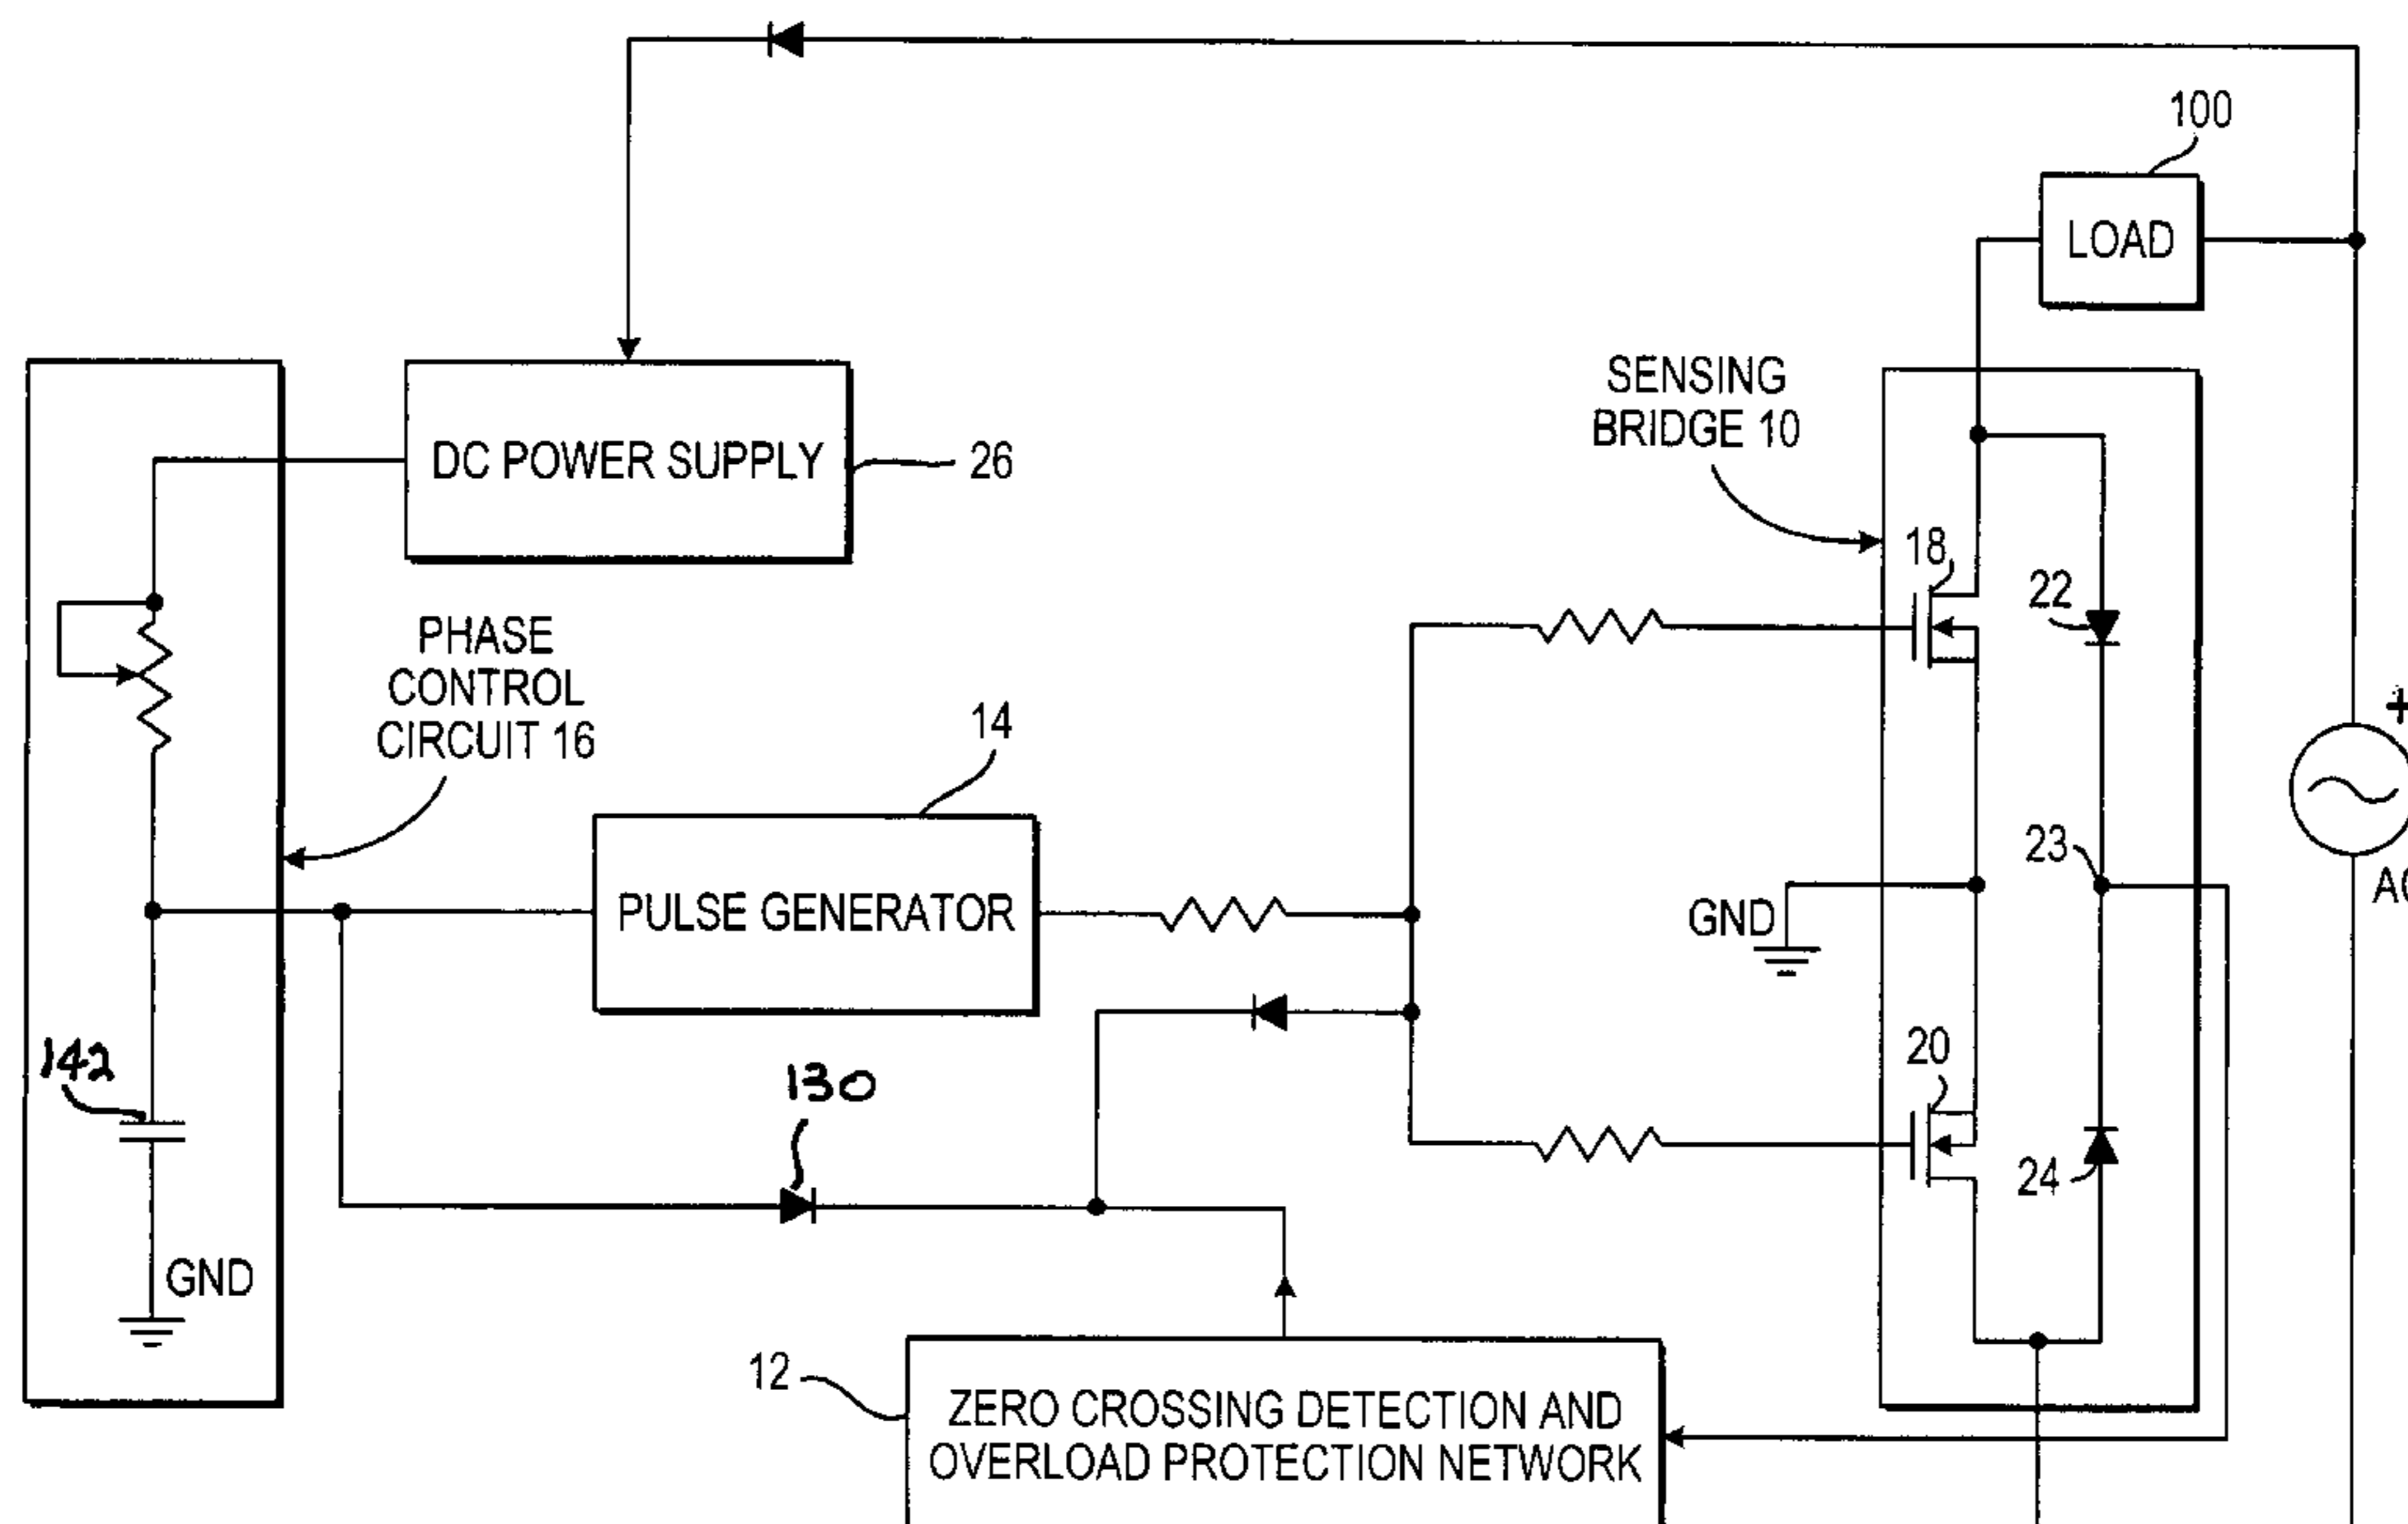 100
LOAD
SENSING
BRIDGE 10
DC POWER SUPPLY
26
18
22
PHASE
CONTROL
CIRCUIT 16
14
+
23
PULSE GENERATOR
GND
20
142
130
24
GND
12
ZERO CROSSING DETECTION AND
OVERLOAD PROTECTION NETWORK